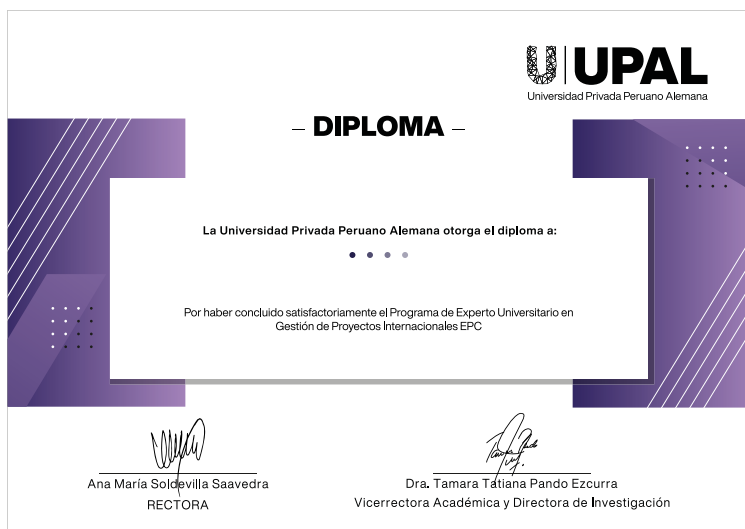 UPAL
Universidad Privada Peruano Alemana
– DIPLOMA –
La Universidad Privada Peruano Alemana otorga el diploma a:
Por haber concluido satisfactoriamente el Programa de Experto Universitario en
Gestión de Proyectos Internacionales EPC
Ana María Soldevilla Saavedra
RECTORA
Dra. Tamara Tatiana Pando Ezcurra
Vicerrectora Académica y Directora de Investigación